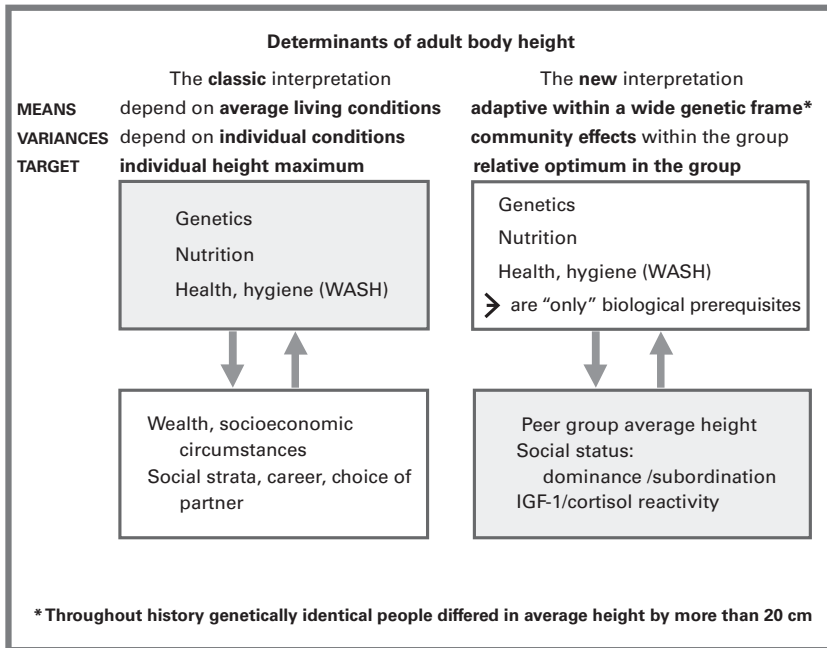 Determinants of adult body height
The classic interpretation
The new interpretation
MEANS depend on average living conditions adaptive within a wide genetic frame*
VARIANCES depend on individual conditions community effects within the group
TARGET individual height maximum relative optimum in the group
Genetics
Nutrition
Health, hygiene (WASH)
Wealth, socioeconomic
circumstances
Social strata, career, choice of
partner
Genetics
Nutrition
Health, hygiene (WASH)
are “only” biological prerequisites
Peer group average height
Social status:
dominance /subordination
IGF-1/cortisol reactivity
* Throughout history genetically identical people differed in average height by more than 20 cm